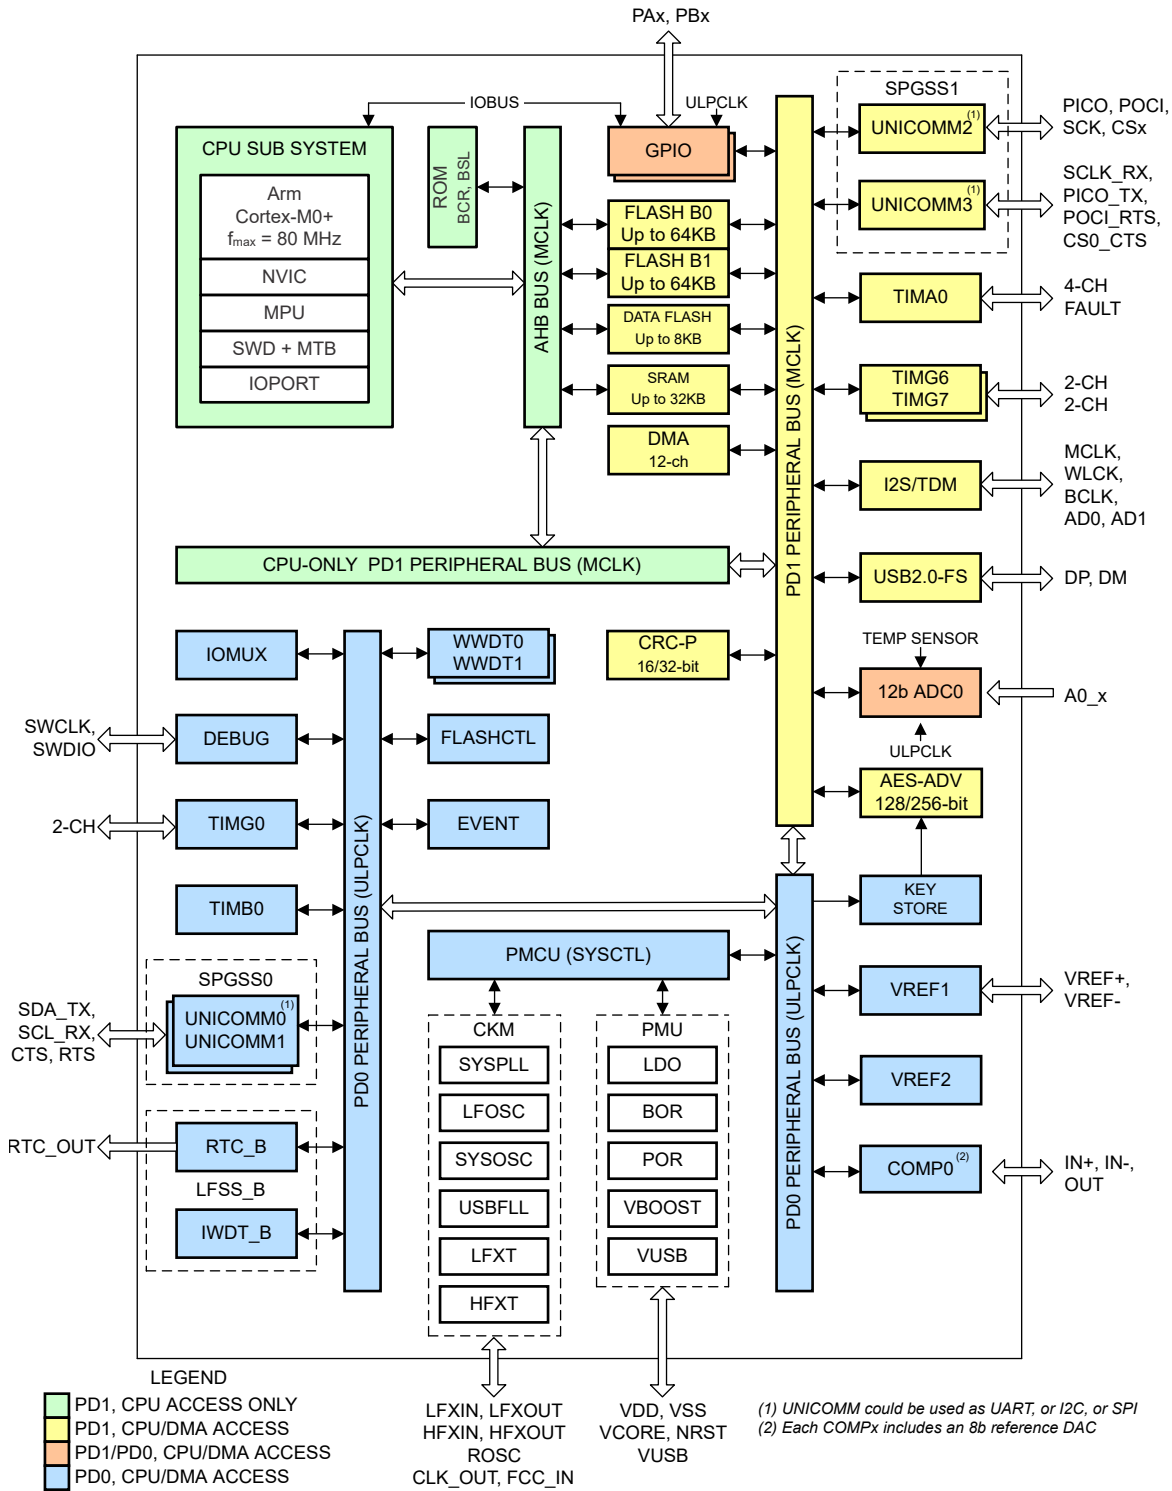 PAx, PBx
IOBUS
ULPCLK
CPU SUB SYSTEM
Arm
Cortex-M0+
fmax = 80 MHz
NVIC
MPU
SWD + MTB
IOPORT
ROM
BCR, BSL
AHB BUS (MCLK)
GPIO
FLASH B0
Up to 64KB
FLASH B1
Up to 64KB
DATA FLASH
Up to 8KB
SRAM
Up to 32KB
DMA
12-ch
PD1 PERIPHERAL BUS (MCLK)
SPGSS1
UNICOMM2(1)
PICO, POCI,
SCK, CSx
UNICOMM3(1)
SCLK_RX,
PICO_TX,
POCI_RTS,
CS0_CTS
TIMA0
4-CH
FAULT
TIMG6
TIMG7
2-CH
2-CH
I2S/TDM
MCLK,
WLCK,
BCLK,
AD0, AD1
CPU-ONLY PD1 PERIPHERAL BUS (MCLK)
USB2.0-FS
DP, DM
CRC-P
16/32-bit
TEMP SENSOR
12b ADC0
A0_x
ULPCLK
AES-ADV
128/256-bit
IOMUX
WWDT0
WWDT1
SWCLK,
SWDIO
DEBUG
FLASHCTL
2-CH
TIMG0
EVENT
TIMB0
PD0 PERIPHERAL BUS (ULPCLK)
KEY
STORE
PMCU (SYSCTL)
PD0 PERIPHERAL BUS (ULPCLK)
SPGSS0
SDA_TX,
SCL_RX,
CTS, RTS
UNICOMM0(1)
UNICOMM1
VREF1
VREF+,
VREF-
VREF2
COMP0(2)
IN+, IN-,
OUT
RTC_OUT
RTC_B
LFSS_B
IWDT_B
CKM
SYSPLL
LFOSC
SYSOSC
USBFLL
LFXT
HFXT
PMU
LDO
BOR
POR
VBOOST
VUSB
LEGEND
PD1, CPU ACCESS ONLY
PD1, CPU/DMA ACCESS
PD1/PD0, CPU/DMA ACCESS
PD0, CPU/DMA ACCESS
LFXIN, LFXOUT
HFXIN, HFXOUT
ROSC
CLK_OUT, FCC_IN
VDD, VSS
VCORE, NRST
VUSB
(1) UNICOMM could be used as UART, or I2C, or SPI
(2) Each COMPx includes an 8b reference DAC